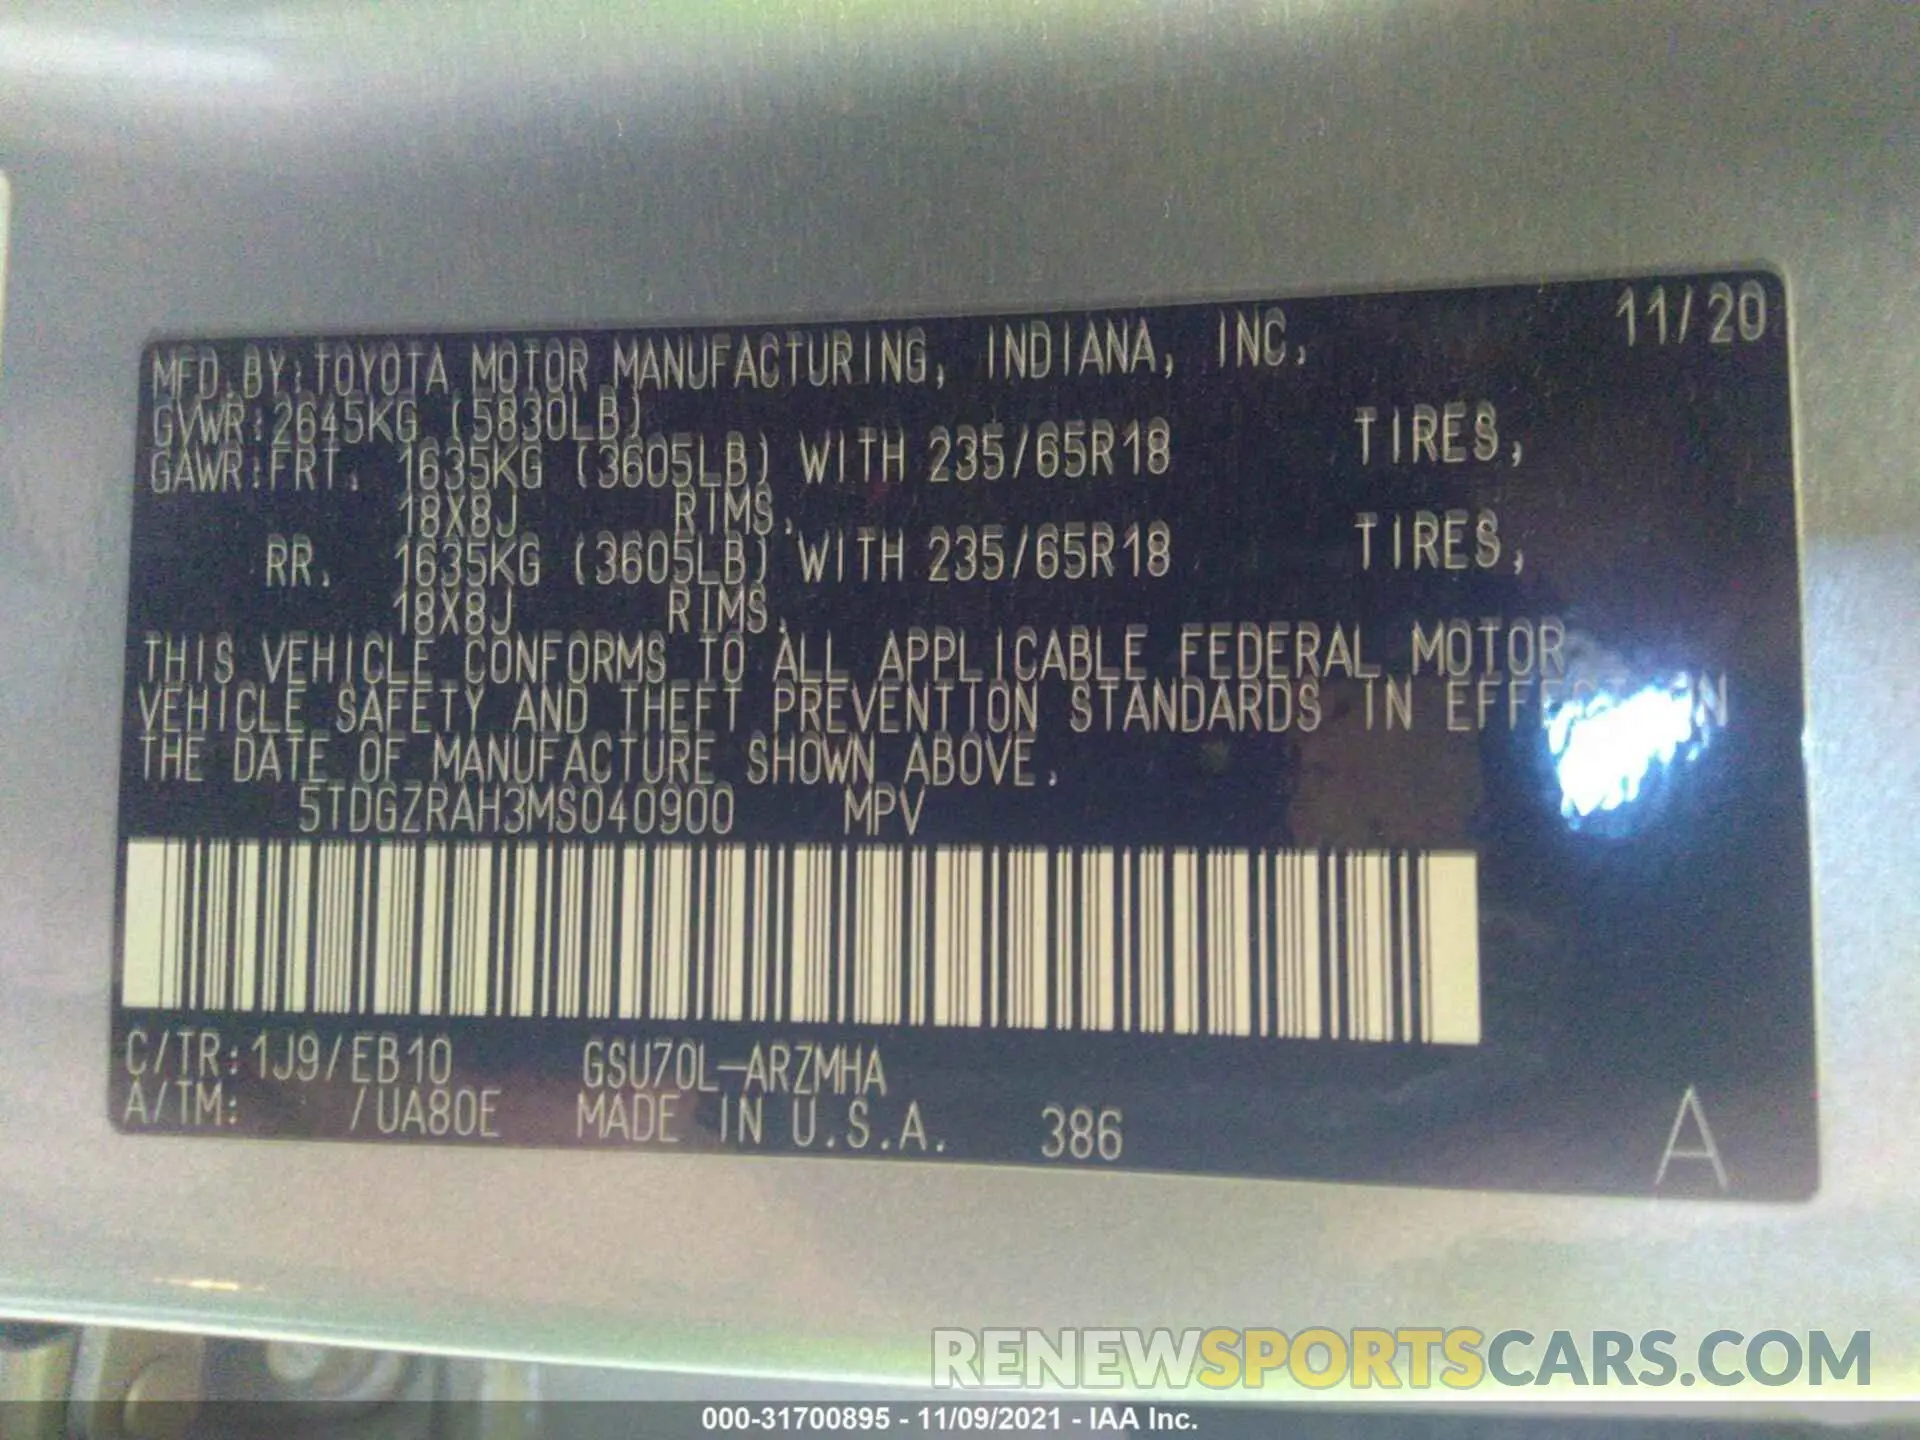 11/20
MFD.BY:TOYOTA MOTOR MANUFACTURING, INDIANA, INC.
GVWR:2645KG (5830LB)
GAWR:FRT. 1635KG (3605LB) WITH 235/65R18 TIRES,
18X8J RIMS.
RR. 1635KG (3605LB) WITH 235/65R18 TIRES,
18X8J RIMS.
THIS VEHICLE CONFORMS TO ALL APPLICABLE FEDERAL MOTOR
VEHICLE SAFETY AND THEFT PREVENTION STANDARDS IN EFFECT ON
THE DATE OF MANUFACTURE SHOWN ABOVE.
5TDGZRAH3MS040900 MPV
C/TR:1J9/EB10 GSU70L-ARZMHA
A/TM: /UA80E MADE IN U.S.A. 386
A
RENEWSPORTSCARS.COM
000-31700895 - 11/09/2021 - IAA Inc.